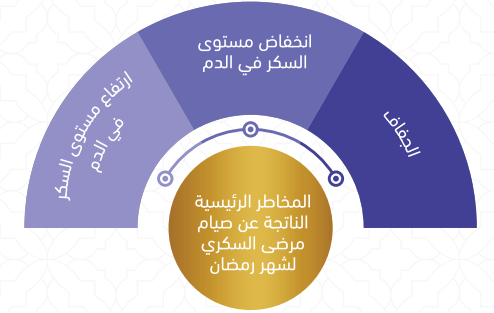 الجفاف
انخفاض مستوى
السكر في الدم
ارتفاع مستوى السكر
في الدم
المخاطر الرئيسية
الناتجة عن صيام
مرضى السكري
لشهر رمضان